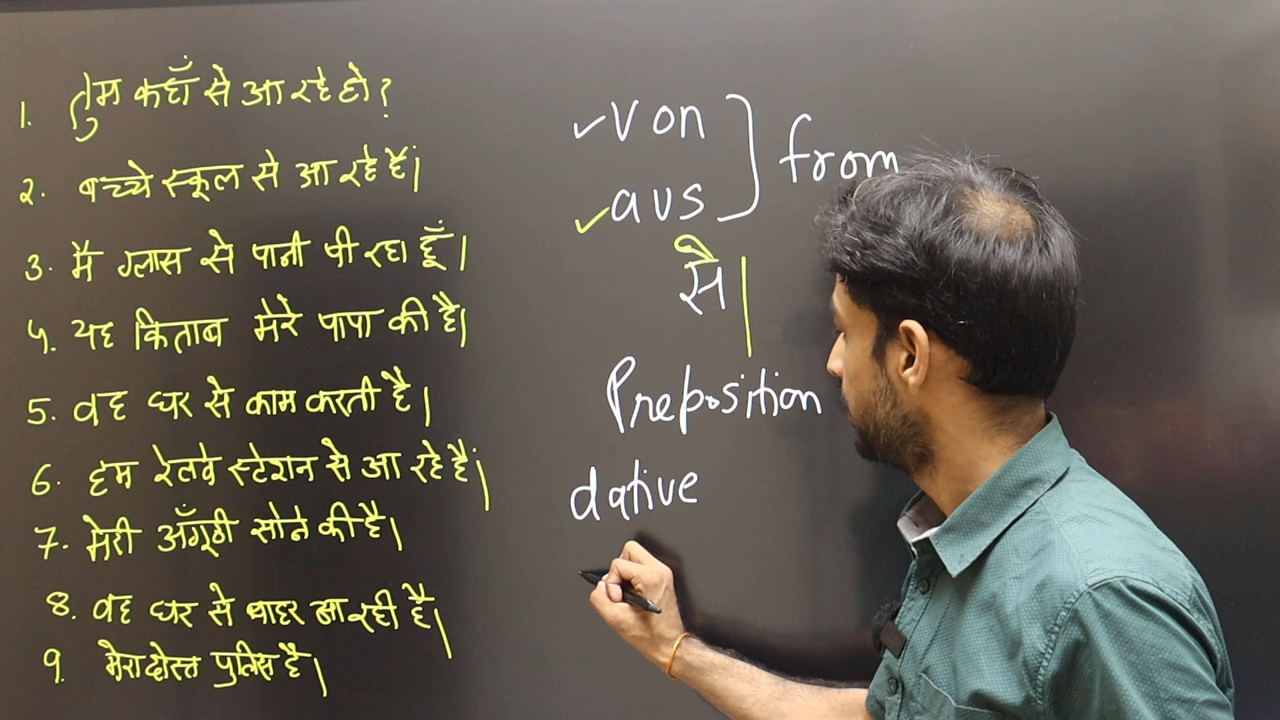 1. तुम कहाँ से आ रहे हो?
2. बच्चे स्कूल से आ रहे हैं।
3. मैं ग्लास से पानी पी रहा हूँ।
4. यह किताब मेरे पापा की है।
5. वह घर से काम करती है।
6. हम रेलवे स्टेशन से आ रहे हैं।
7. मेरी अँगूठी सोने की है।
8. वह घर से बाहर आ रही है।
9. मेरा दोस्त पुलिस है।
✓von
✓aus
from
से।
Preposition
dative